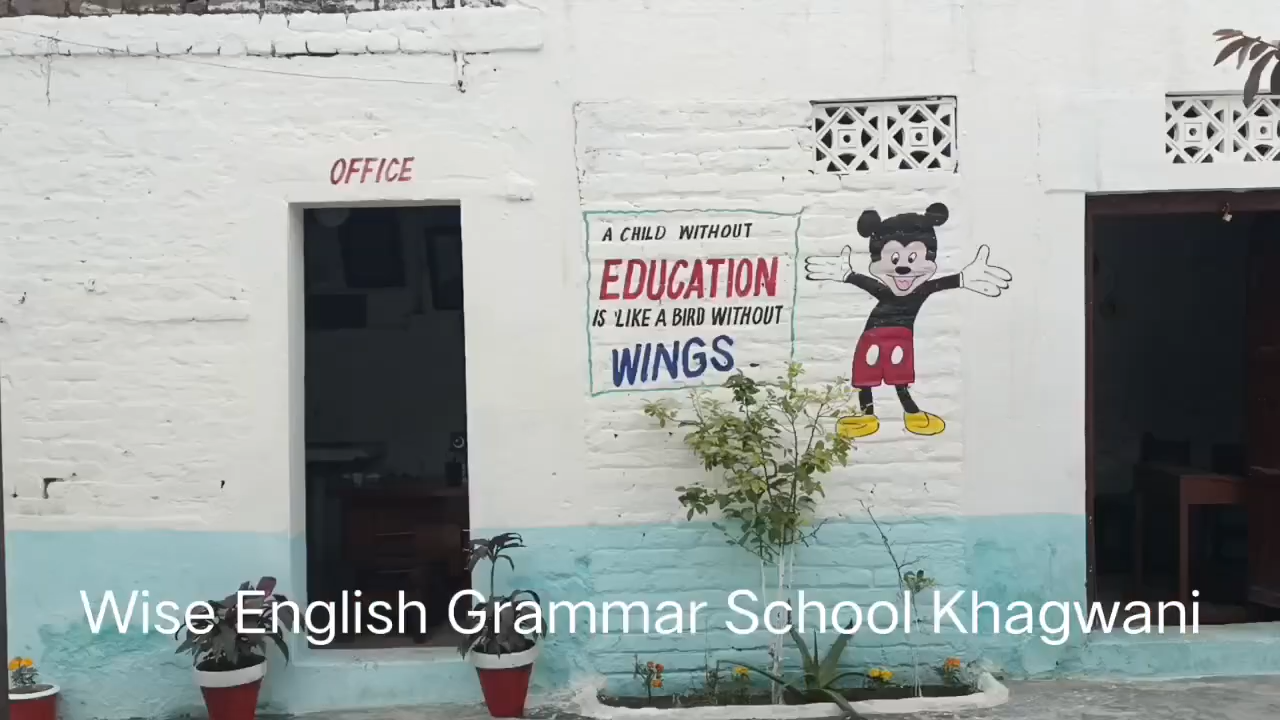 OFFICE
A CHILD WITHOUT
EDUCATION
IS LIKE A BIRD WITHOUT
WINGS
Wise English Grammar School Khagwani